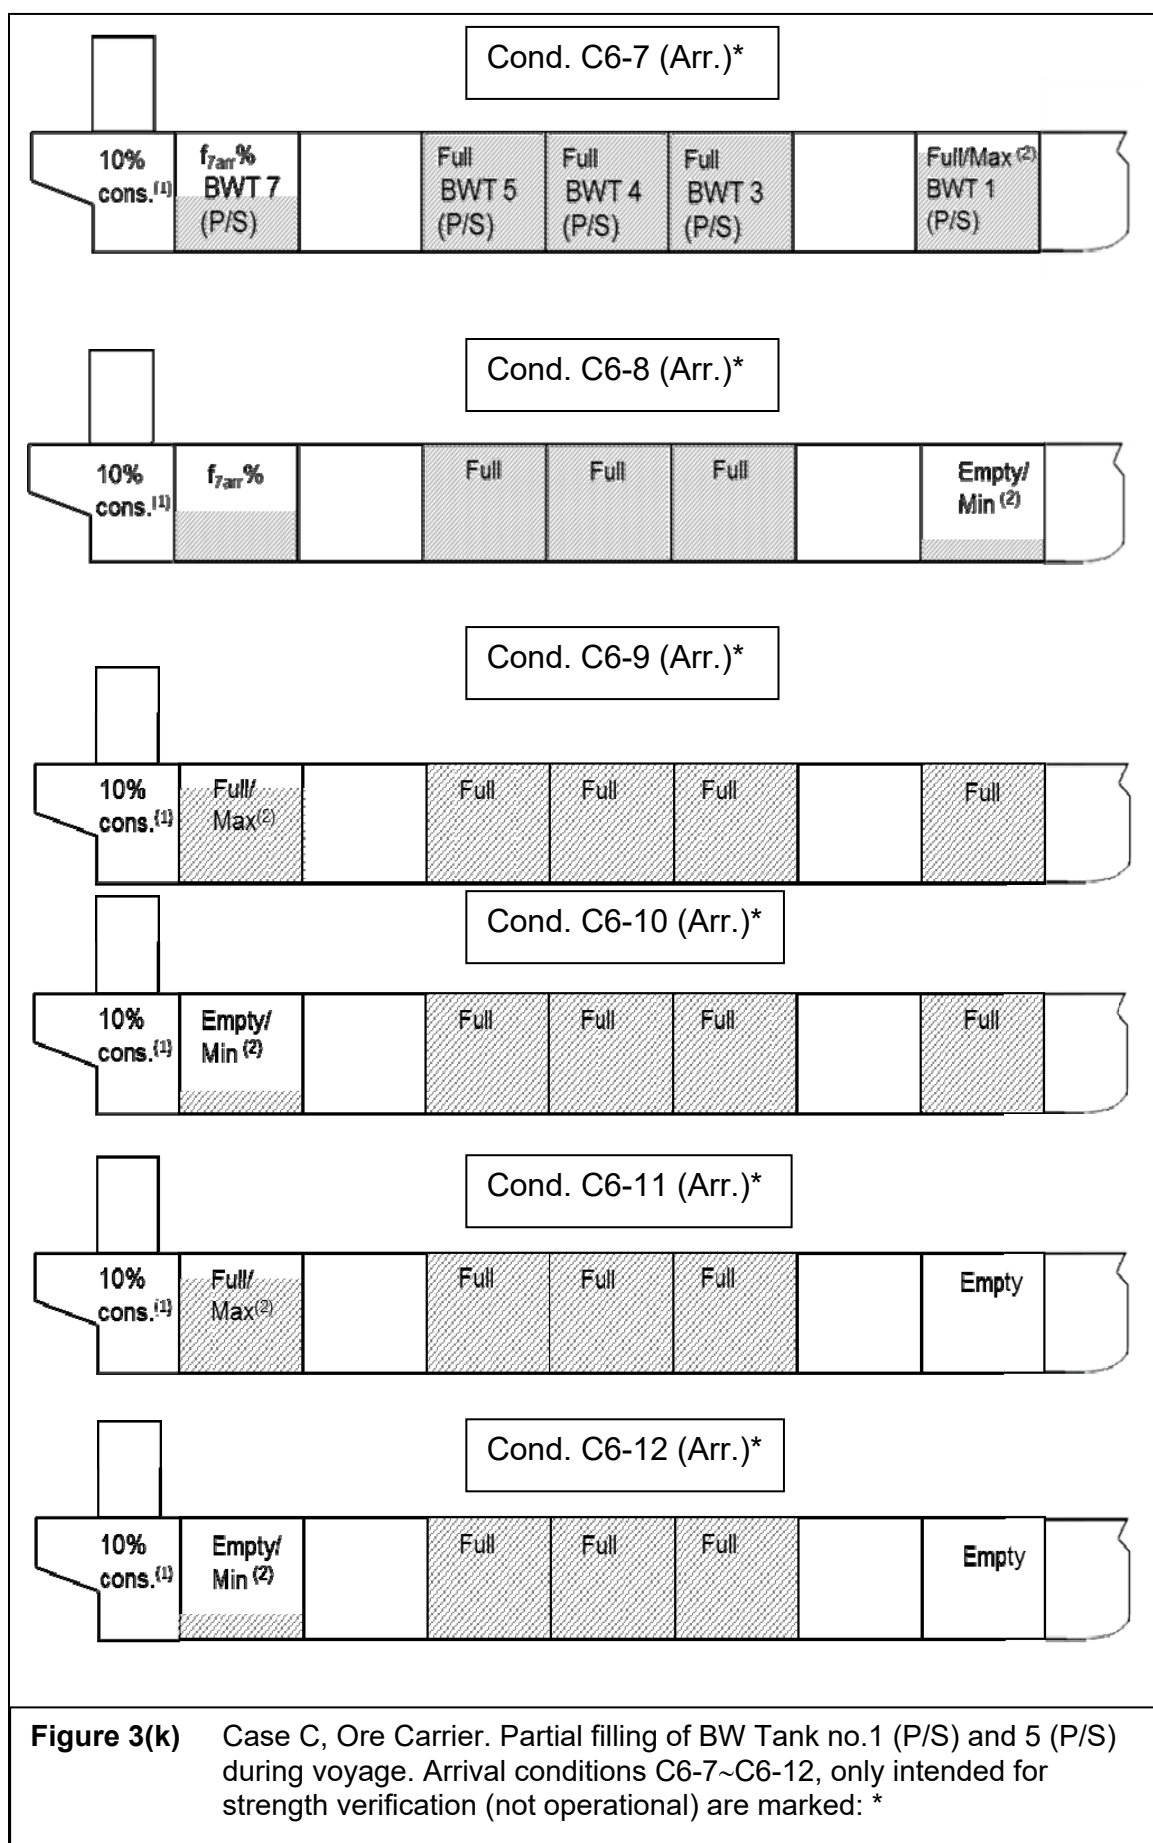 Cond. C6-7 (Arr.)*
10%
cons.(1)
f7arr%
BWT 7
(P/S)
Full
BWT 5
(P/S)
Full
BWT 4
(P/S)
Full
BWT 3
(P/S)
Full/Max (2)
BWT 1
(P/S)
Cond. C6-8 (Arr.)*
10%
cons.(1)
f7arr%
Full
Full
Full
Empty/
Min (2)
Cond. C6-9 (Arr.)*
10%
cons.(1)
Full/
Max(2)
Full
Full
Full
Full
Cond. C6-10 (Arr.)*
10%
cons.(1)
Empty/
Min (2)
Full
Full
Full
Full
Cond. C6-11 (Arr.)*
10%
cons.(1)
Full/
Max(2)
Full
Full
Full
Empty
Cond. C6-12 (Arr.)*
10%
cons.(1)
Empty/
Min (2)
Full
Full
Full
Empty
Figure 3(k) Case C, Ore Carrier. Partial filling of BW Tank no.1 (P/S) and 5 (P/S)
during voyage. Arrival conditions C6-7~C6-12, only intended for
strength verification (not operational) are marked: *